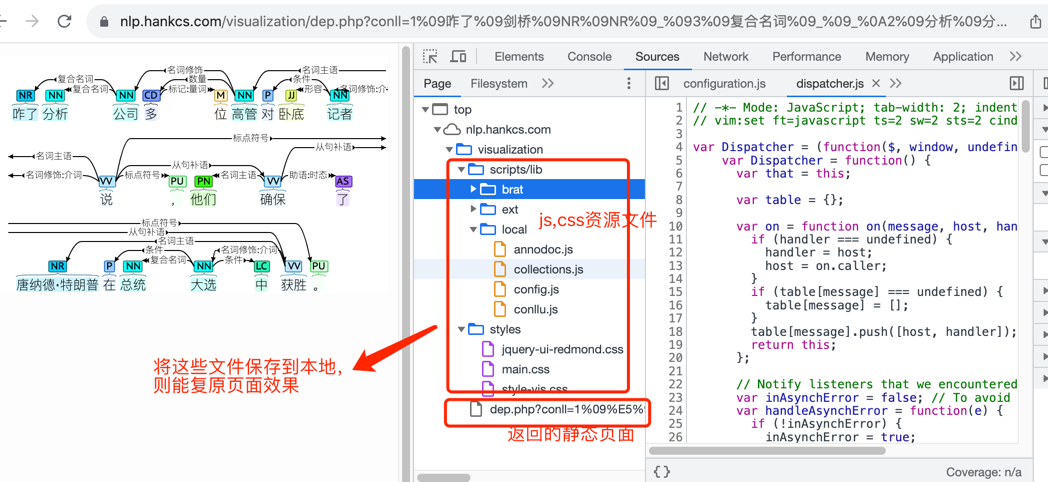 nlp.hankcs.com/visualization/dep.php?conll=1%09咋了%09剑桥%09NR%09NR%09_%093%09复合名词%09_%09_%0A2%09分析%09分...
Elements Console Sources Network Performance Memory Application
Page Filesystem
configuration.js dispatcher.js
top
nlp.hankcs.com
visualization
scripts/lib
brat
ext
local
annodoc.js
collections.js
config.js
conllu.js
styles
jquery-ui-redmond.css
main.css
style-vis.css
dep.php?conll=1%09%E5%
js,css资源文件
返回的静态页面
将这些文件保存到本地,
则能复原页面效果
名词修饰 名词主语
复合名词 数量 条件
复合名词 标记:量词 形容 名词修饰:介
NR NN NN CD M NN P JJ NN
咋了 分析 公司 多 位 高管 对 卧底 记者
标点符号
从句补语
名词主语 从句补语
名词修饰:介词 标点符号 名词主语 助语:时态
VV PU PN VV AS
说 , 他们 确保 了
标点符号
从句补语
名词主语
条件 名词修饰:介词
复合名词 条件
NR P NN NN LC VV PU
唐纳德·特朗普 在 总统 大选 中 获胜 。
1 // -*- Mode: JavaScript; tab-width: 2; indent
2 // vim:set ft=javascript ts=2 sw=2 sts=2 cind
3
4 var Dispatcher = (function($, window, undefin
5 var Dispatcher = function() {
6 var that = this;
7
8 var table = {};
9
10 var on = function on(message, host, han
11 if (handler === undefined) {
12 handler = host;
13 host = on.caller;
14 }
15 if (table[message] === undefined) {
16 table[message] = [];
17 }
18 table[message].push([host, handler]);
19 return this;
20 };
21
22 // Notify listeners that we encountered
23 var inAsynchError = false; // To avoid
24 var handleAsynchError = function(e) {
25 if (!inAsynchError) {
26 inAsynchError = true;
{} Coverage: n/a